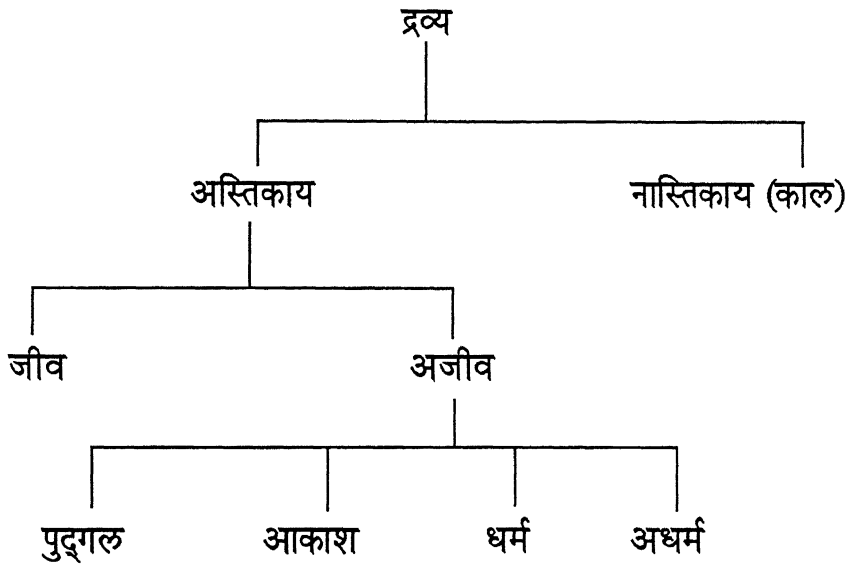 द्रव्य
अस्तिकाय नास्तिकाय (काल)
जीव अजीव
पुद्गल आकाश धर्म अधर्म